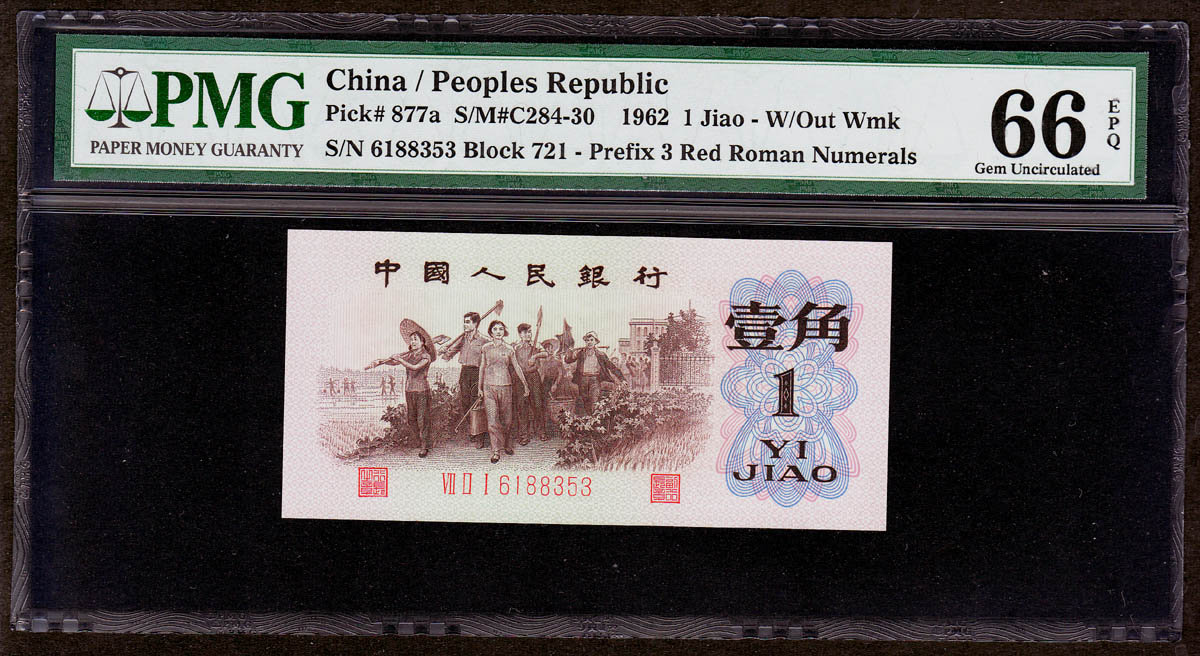 PMG
PAPER MONEY GUARANTY
China / Peoples Republic
Pick# 877a S/M#C284-30 1962 1 Jiao - W/Out Wmk
S/N 6188353 Block 721 - Prefix 3 Red Roman Numerals
66
EPQ
Gem Uncirculated
中國人民銀行
壹角
1
YI
JIAO
VII II I 6188353